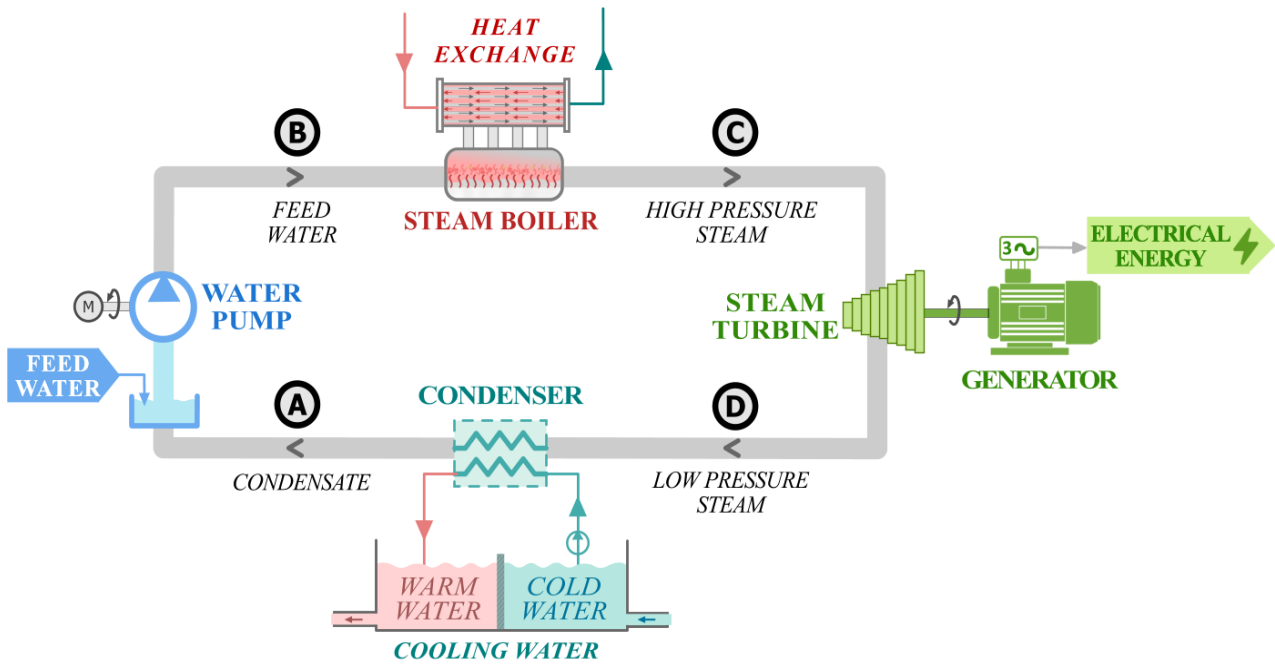 HEAT
EXCHANGE
B
C
FEED
WATER
STEAM BOILER
HIGH PRESSURE
STEAM
3~
ELECTRICAL
ENERGY
M
WATER
PUMP
STEAM
TURBINE
GENERATOR
FEED
WATER
A
CONDENSER
D
CONDENSATE
LOW PRESSURE
STEAM
WARM
WATER
COLD
WATER
COOLING WATER